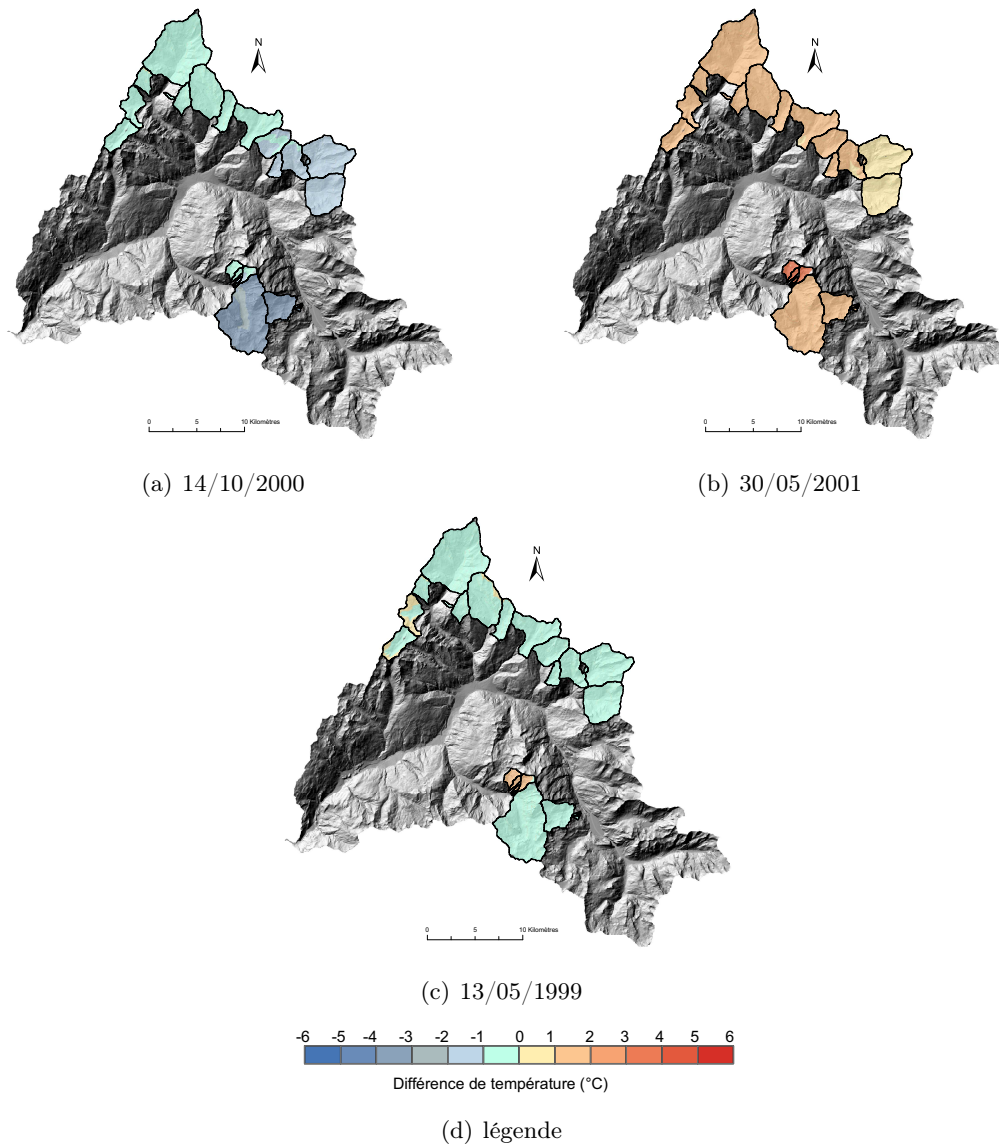 N
0 5 10 Kilomètres
(a) 14/10/2000
N
0 5 10 Kilomètres
(b) 30/05/2001
N
0 5 10 Kilomètres
(c) 13/05/1999
-6 -5 -4 -3 -2 -1 0 1 2 3 4 5 6
Différence de température (°C)
(d) légende